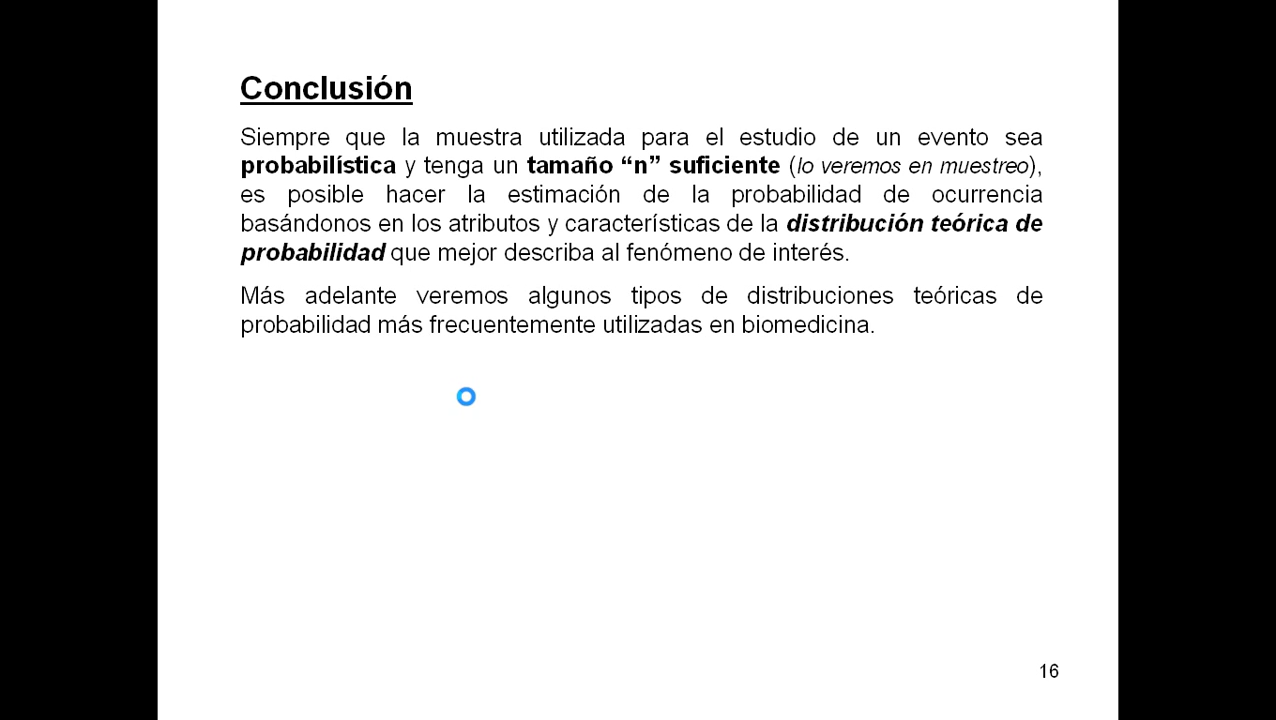 Conclusión
Siempre que la muestra utilizada para el estudio de un evento sea
probabilística y tenga un tamaño “n” suficiente (lo veremos en muestreo),
es posible hacer la estimación de la probabilidad de ocurrencia
basándonos en los atributos y características de la distribución teórica de
probabilidad que mejor describa al fenómeno de interés.
Más adelante veremos algunos tipos de distribuciones teóricas de
probabilidad más frecuentemente utilizadas en biomedicina.
16